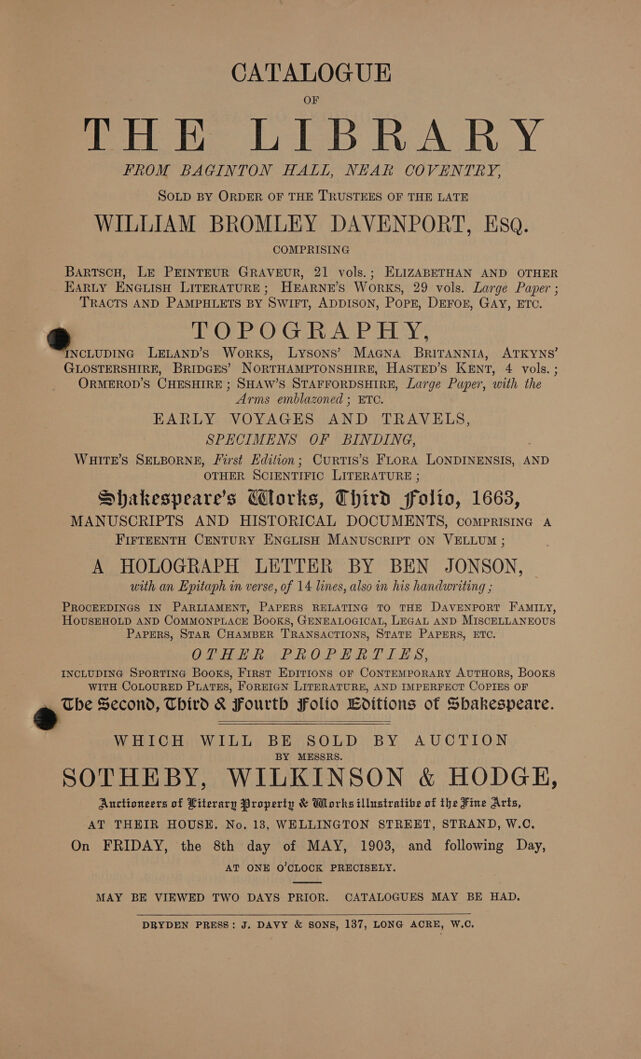 CATALOGUE
OF
THE LIBRARY
FROM BAGINTON HALL, NEAR COVENTRY,
SOLD BY ORDER OF THE TRUSTEES OF THE LATE
WILLIAM BROMLEY DAVENPORT, ESQ.
COMPRISING
BARTSCH, LE PEINTEUR GRAVEUR, 21 vols.; ELIZABETHAN AND OTHER
EARLY ENGLISH LITERATURE; HEARNE'S WORKS, 29 vols. Large Paper;
TRACTS AND PAMPHLETS BY SWIFT, ADDISON, POPE, DEFOE, GAY, ETC.
TOPOGRAPHY,
INCLUDING LELAND'S WORKS, LYSONS' MAGNA BRITANNIA, ATKYNS'
GLOSTERSHIRE, BRIDGES' NORTHAMPTONSHIRE, HASTED'S KENT, 4 vols.;
ORMEROD'S CHESHIRE; SHAW'S STAFFORDSHIRE, Large Paper, with the
Arms emblazoned; ETC.
EARLY VOYAGES AND TRAVELS,
SPECIMENS OF BINDING,
WHITE'S SELBORNE, First Edition; CURTIS'S FLORA LONDINENSIS, AND
OTHER SCIENTIFIC LITERATURE;
Shakespeare's Works, Third Folio, 1663,
MANUSCRIPTS AND HISTORICAL DOCUMENTS, COMPRISING A
FIFTEENTH CENTURY ENGLISH MANUSCRIPT ON VELLUM;
A HOLOGRAPH LETTER BY BEN JONSON,
with an Epitaph in verse, of 14 lines, also in his handwriting;
PROCEEDINGS IN PARLIAMENT, PAPERS RELATING TO THE DAVENPORT FAMILY,
HOUSEHOLD AND COMMONPLACE BOOKS, GENEALOGICAL, LEGAL AND MISCELLANEOUS
PAPERS, STAR CHAMBER TRANSACTIONS, STATE PAPERS, ETC.
OTHER PROPERTIES,
INCLUDING SPORTING BOOKS, FIRST EDITIONS OF CONTEMPORARY AUTHORS, BOOKS
WITH COLOURED PLATES, FOREIGN LITERATURE, AND IMPERFECT COPIES OF
The Second, Third & Fourth Folio Editions of Shakespeare.
WHICH WILL BE SOLD BY AUCTION
BY MESSRS.
SOTHEBY, WILKINSON & HODGE,
Auctioneers of Literary Property & Works illustrative of the Fine Arts,
AT THEIR HOUSE. No. 13, WELLINGTON STREET, STRAND, W.C.
On FRIDAY, the 8th day of MAY, 1903, and following Day,
AT ONE O'CLOCK PRECISELY.
MAY BE VIEWED TWO DAYS PRIOR. CATALOGUES MAY BE HAD.
DRYDEN PRESS: J. DAVY & SONS, 137, LONG ACRE, W.C.